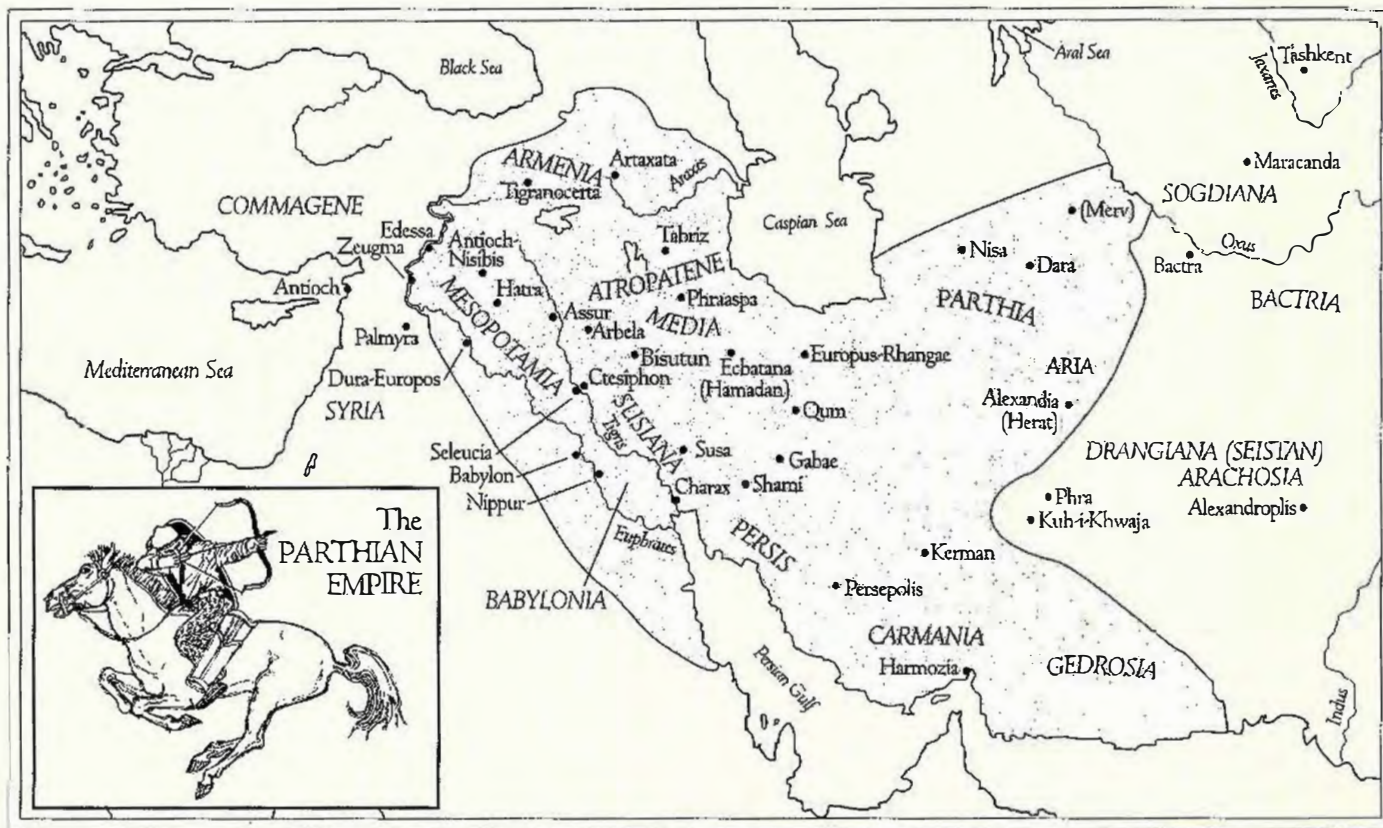 Black Sea
Aral Sea
Tashkent
Jaxartes
ARMENIA
Artaxata
Araxes
Tigranocerta
Maracanda
SOGDIANA
COMMAGENE
(Merv)
Caspian Sea
Edessa
Zeugma
Antioch-
Nisibis
Tabriz
Nisa
Dara
Oxus
Bactra
Antioch
Hatra
ATROPATENE
Phraaspa
PARTHIA
BACTRIA
MESOPOTAMIA
Assur
Arbela
MEDIA
Palmyra
Bisutun
Ecbatana
(Hamadan)
Europus-Rhangae
Mediterranean Sea
Dura-Europos
Ctesiphon
ARIA
SYRIA
SUSIANA
Tigris
Qum
Alexandia
(Herat)
Seleucia
Babylon
Nippur
Susa
Gabae
DRANGIANA (SEISTAN)
ARACHOSIA
Charax
Shami
Phra
Kuh-i-Khwaja
Alexandroplis
The
PARTHIAN
EMPIRE
Euphrates
PERSIS
Kerman
BABYLONIA
Persepolis
CARMANIA
Harmozia
GEDROSIA
Persian Gulf
Indus